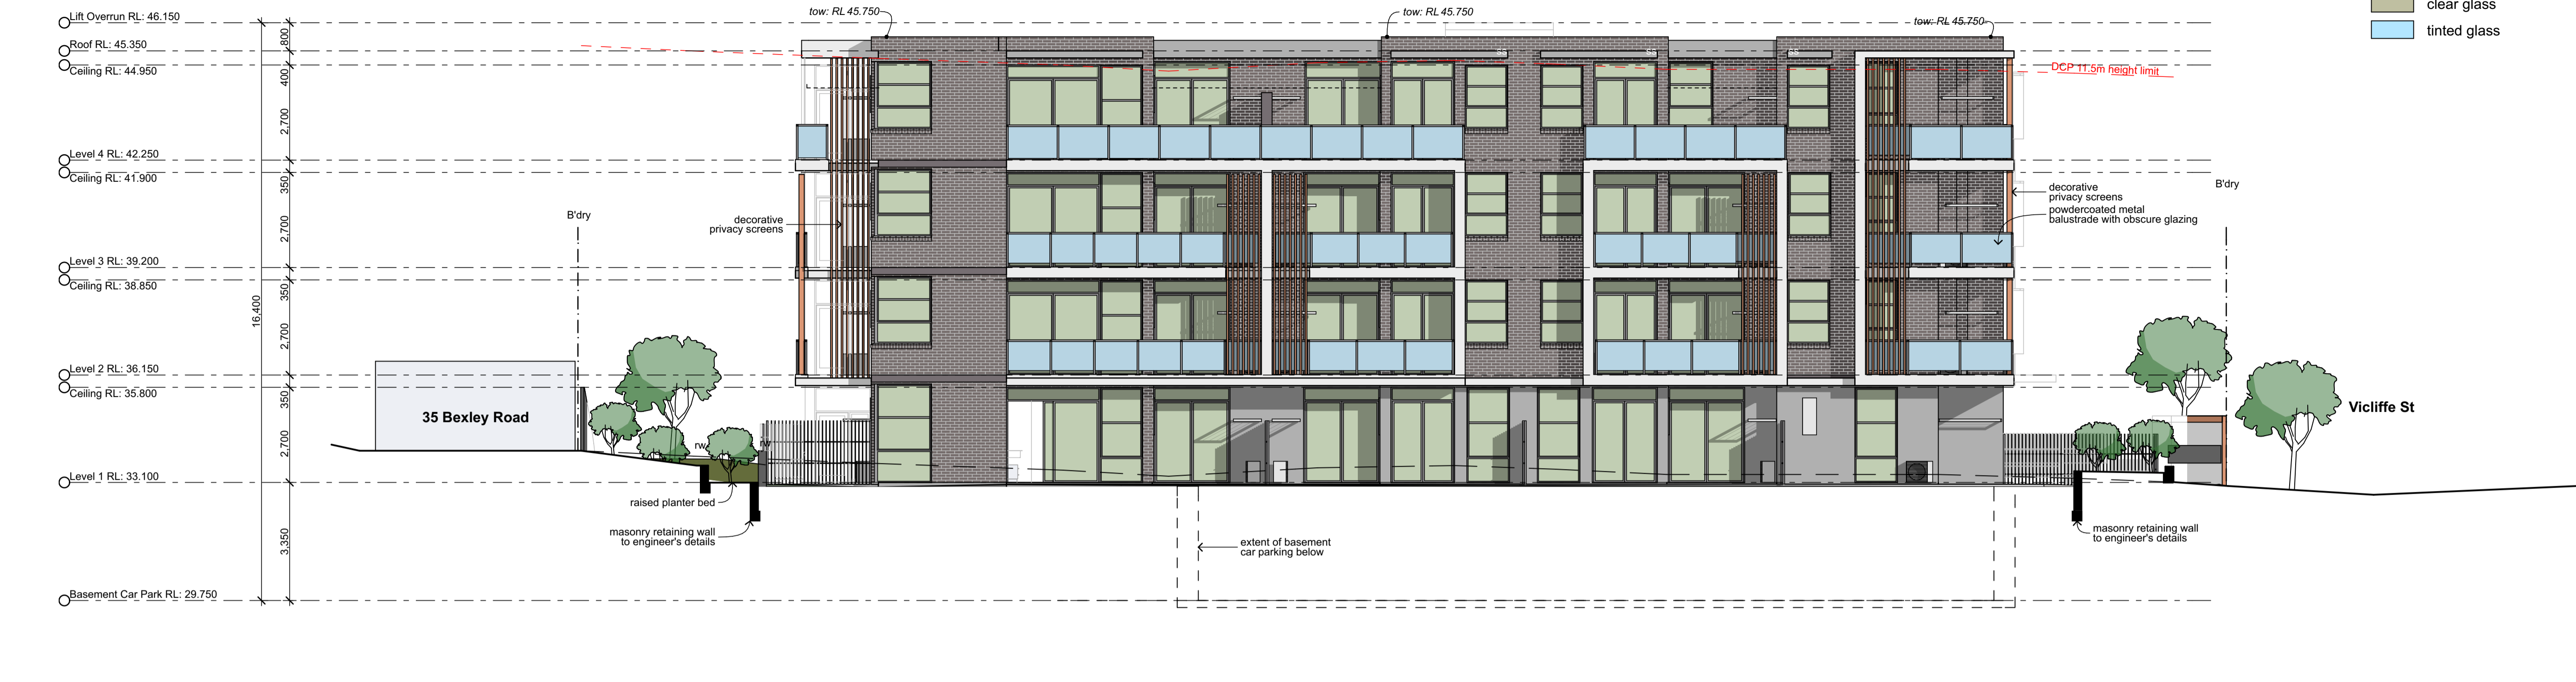 Lift Overrun RL: 46.150
Roof RL: 45.350
Ceiling RL: 44.950
Level 4 RL: 42.250
Ceiling RL: 41.900
Level 3 RL: 39.200
Ceiling RL: 38.850
Level 2 RL: 36.150
Ceiling RL: 35.800
Level 1 RL: 33.100
Basement Car Park RL: 29.750
16,400
800
400
2,700
350
2,700
350
2,700
350
2,700
3,350
tow: RL 45.750
tow: RL 45.750
tow: RL 45.750
clear glass
tinted glass
SS
SS
SS
DCP 11.5m height limit
B'dry
decorative
privacy screens
decorative
privacy screens
powdercoated metal
balustrade with obscure glazing
B'dry
35 Bexley Road
rw
rw
Vicliffe St
raised planter bed
masonry retaining wall
to engineer's details
extent of basement
car parking below
masonry retaining wall
to engineer's details